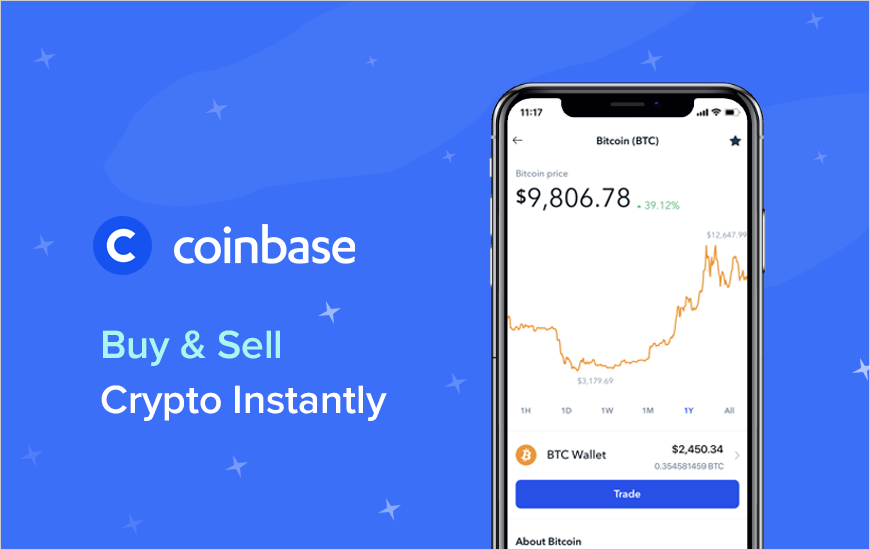 coinbase
Buy & Sell
Crypto Instantly
11:17
Bitcoin (BTC)
Bitcoin price
$9,806.78 39.12%
$12,647.99
$3,179.69
1H 1D 1W 1M 1Y All
BTC Wallet $2,450.34
0.354581459 BTC
Trade
About Bitcoin